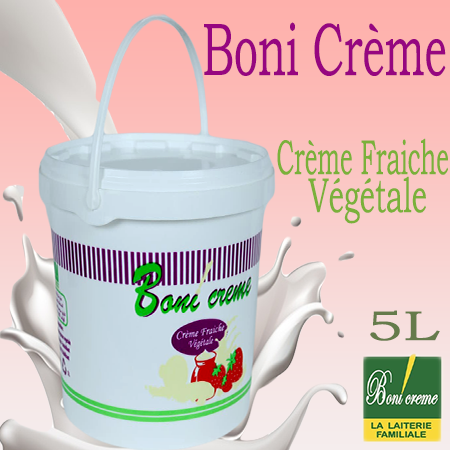 Boni Crème
Crème Fraiche
Végétale
Boni creme
Crème Fraiche
Végétale
5L
Boni creme
LA LAITERIE
FAMILIALE